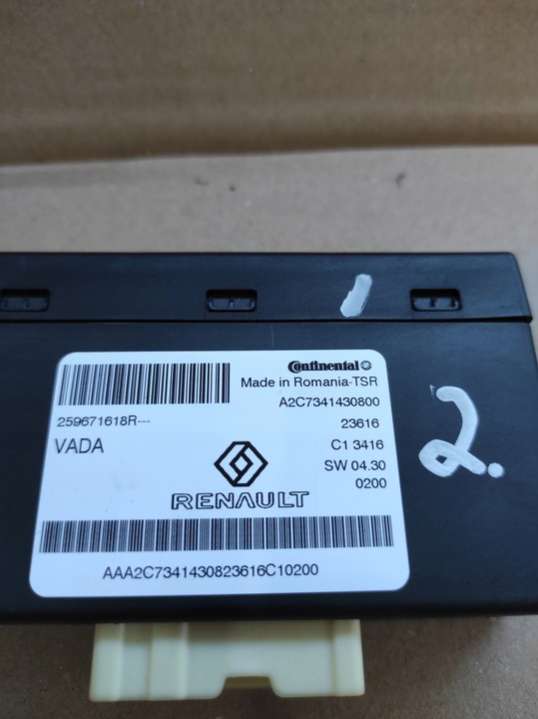 1
Continental
Made in Romania-TSR
A2C7341430800
259671618R---
23616
VADA
C1 3416
SW 04.30
0200
RENAULT
AAA2C7341430823616C10200
2.